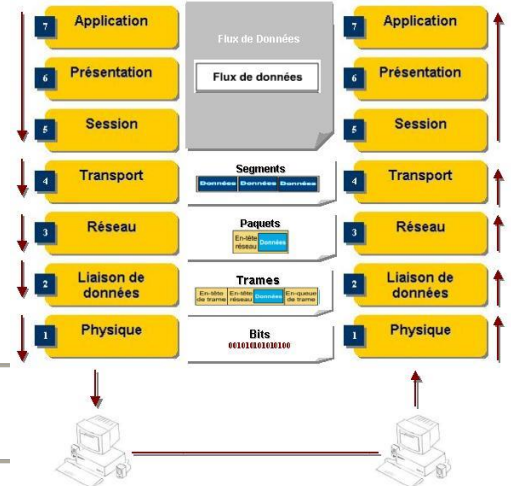 7
Application
6
Présentation
5
Session
4
Transport
3
Réseau
2
Liaison de
données
1
Physique
Flux de Données
Flux de données
Segments
Données Données Données
Paquets
En-tête
réseau
Données
Trames
En-tête
de trame
En-tête
réseau
Données
En-queue
de trame
Bits
001010101010100
7
Application
6
Présentation
5
Session
4
Transport
3
Réseau
2
Liaison de
données
1
Physique